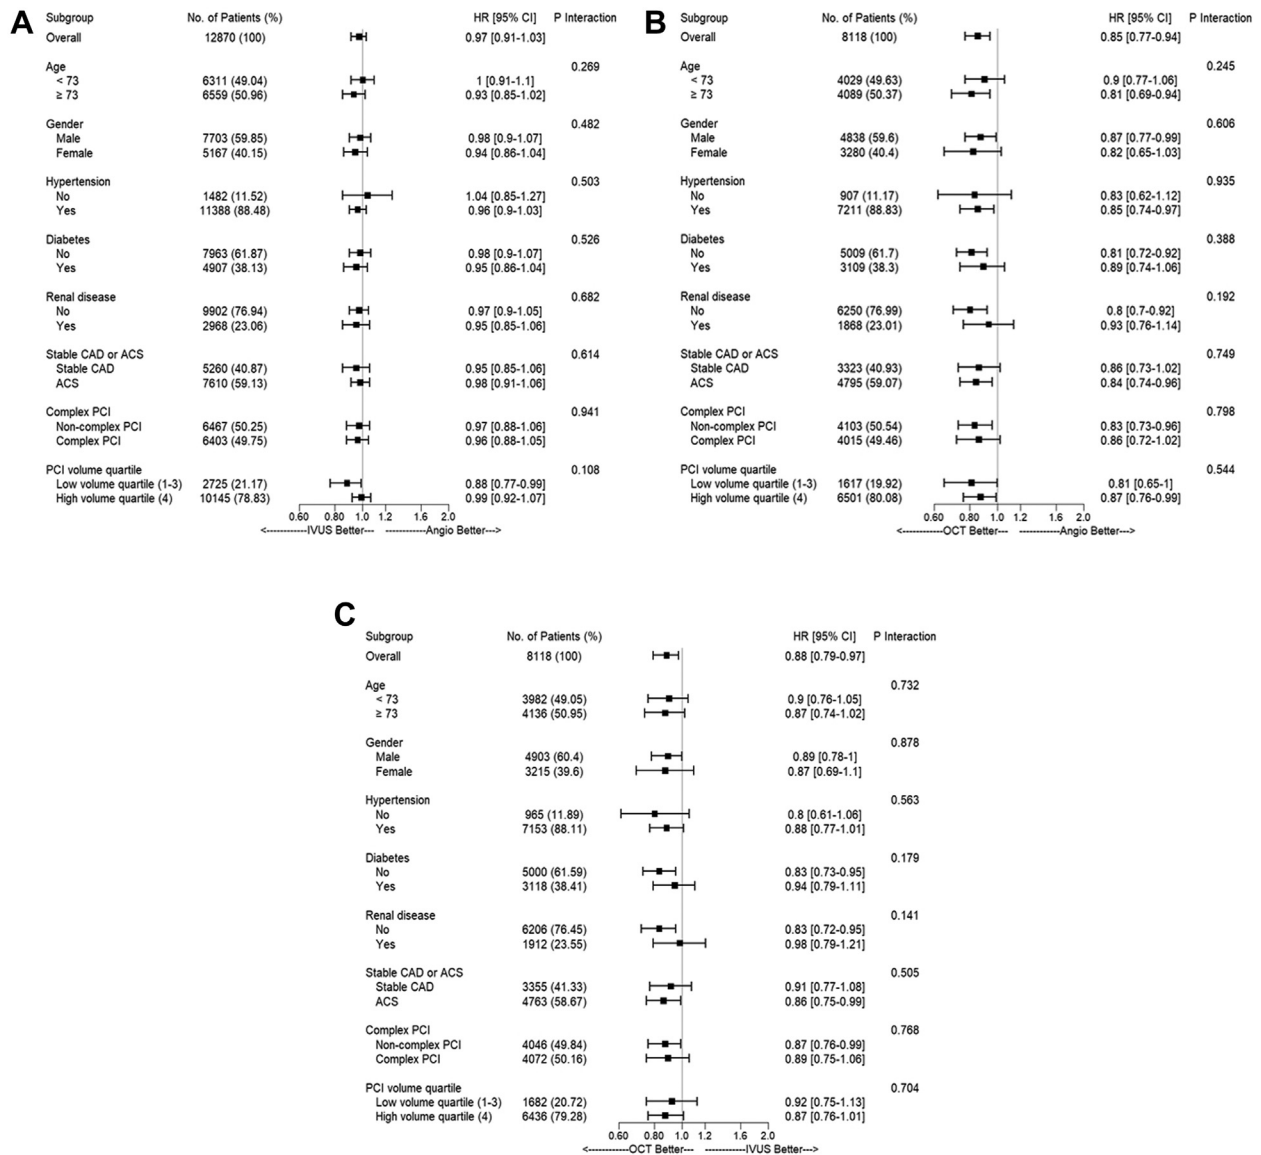 A
Subgroup No. of Patients (%) HR [95% CI] P Interaction
Overall 12870 (100) 0.97 [0.91-1.03]
Age 0.269
< 73 6311 (49.04) 1 [0.91-1.1]
≥ 73 6559 (50.96) 0.93 [0.85-1.02]
Gender 0.482
Male 7703 (59.85) 0.98 [0.9-1.07]
Female 5167 (40.15) 0.94 [0.86-1.04]
Hypertension 0.503
No 1482 (11.52) 1.04 [0.85-1.27]
Yes 11388 (88.48) 0.96 [0.9-1.03]
Diabetes 0.526
No 7963 (61.87) 0.98 [0.9-1.07]
Yes 4907 (38.13) 0.95 [0.86-1.04]
Renal disease 0.682
No 9902 (76.94) 0.97 [0.9-1.05]
Yes 2968 (23.06) 0.95 [0.85-1.06]
Stable CAD or ACS 0.614
Stable CAD 5260 (40.87) 0.95 [0.85-1.06]
ACS 7610 (59.13) 0.98 [0.91-1.06]
Complex PCI 0.941
Non-complex PCI 6467 (50.25) 0.97 [0.88-1.06]
Complex PCI 6403 (49.75) 0.96 [0.88-1.05]
PCI volume quartile 0.108
Low volume quartile (1-3) 2725 (21.17) 0.88 [0.77-0.99]
High volume quartile (4) 10145 (78.83) 0.99 [0.92-1.07]
0.60 0.80 1.0 1.2 1.6 2.0
<------------IVUS Better--- -----------Angio Better--->
B
Subgroup No. of Patients (%) HR [95% CI] P Interaction
Overall 8118 (100) 0.85 [0.77-0.94]
Age 0.245
< 73 4029 (49.63) 0.9 [0.77-1.06]
≥ 73 4089 (50.37) 0.81 [0.69-0.94]
Gender 0.606
Male 4838 (59.6) 0.87 [0.77-0.99]
Female 3280 (40.4) 0.82 [0.65-1.03]
Hypertension 0.935
No 907 (11.17) 0.83 [0.62-1.12]
Yes 7211 (88.83) 0.85 [0.74-0.97]
Diabetes 0.388
No 5009 (61.7) 0.81 [0.72-0.92]
Yes 3109 (38.3) 0.89 [0.74-1.06]
Renal disease 0.192
No 6250 (76.99) 0.8 [0.7-0.92]
Yes 1868 (23.01) 0.93 [0.76-1.14]
Stable CAD or ACS 0.749
Stable CAD 3323 (40.93) 0.86 [0.73-1.02]
ACS 4795 (59.07) 0.84 [0.74-0.96]
Complex PCI 0.798
Non-complex PCI 4103 (50.54) 0.83 [0.73-0.96]
Complex PCI 4015 (49.46) 0.86 [0.72-1.02]
PCI volume quartile 0.544
Low volume quartile (1-3) 1617 (19.92) 0.81 [0.65-1]
High volume quartile (4) 6501 (80.08) 0.87 [0.76-0.99]
0.60 0.80 1.0 1.2 1.6 2.0
<------------OCT Better--- -----------Angio Better--->
C
Subgroup No. of Patients (%) HR [95% CI] P Interaction
Overall 8118 (100) 0.88 [0.79-0.97]
Age 0.732
< 73 3982 (49.05) 0.9 [0.76-1.05]
≥ 73 4136 (50.95) 0.87 [0.74-1.02]
Gender 0.878
Male 4903 (60.4) 0.89 [0.78-1]
Female 3215 (39.6) 0.87 [0.69-1.1]
Hypertension 0.563
No 965 (11.89) 0.8 [0.61-1.06]
Yes 7153 (88.11) 0.88 [0.77-1.01]
Diabetes 0.179
No 5000 (61.59) 0.83 [0.73-0.95]
Yes 3118 (38.41) 0.94 [0.79-1.11]
Renal disease 0.141
No 6206 (76.45) 0.83 [0.72-0.95]
Yes 1912 (23.55) 0.98 [0.79-1.21]
Stable CAD or ACS 0.505
Stable CAD 3355 (41.33) 0.91 [0.77-1.08]
ACS 4763 (58.67) 0.86 [0.75-0.99]
Complex PCI 0.768
Non-complex PCI 4046 (49.84) 0.87 [0.76-0.99]
Complex PCI 4072 (50.16) 0.89 [0.75-1.06]
PCI volume quartile 0.704
Low volume quartile (1-3) 1682 (20.72) 0.92 [0.75-1.13]
High volume quartile (4) 6436 (79.28) 0.87 [0.76-1.01]
0.60 0.80 1.0 1.2 1.6 2.0
<------------OCT Better--- -----------IVUS Better--->